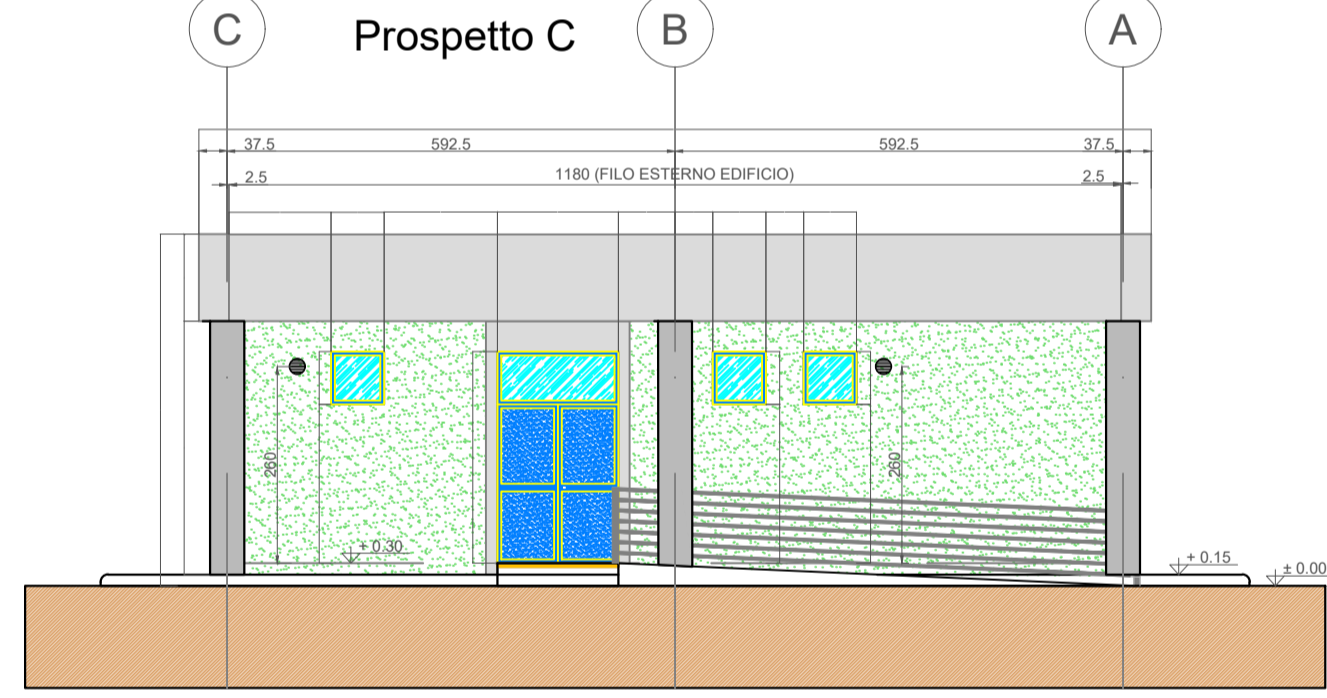 C
Prospetto C
B
A
37.5 592.5 592.5 37.5
2.5 1180 (FILO ESTERNO EDIFICIO) 2.5
260 260
+ 0.30
+ 0.15
± 0.00